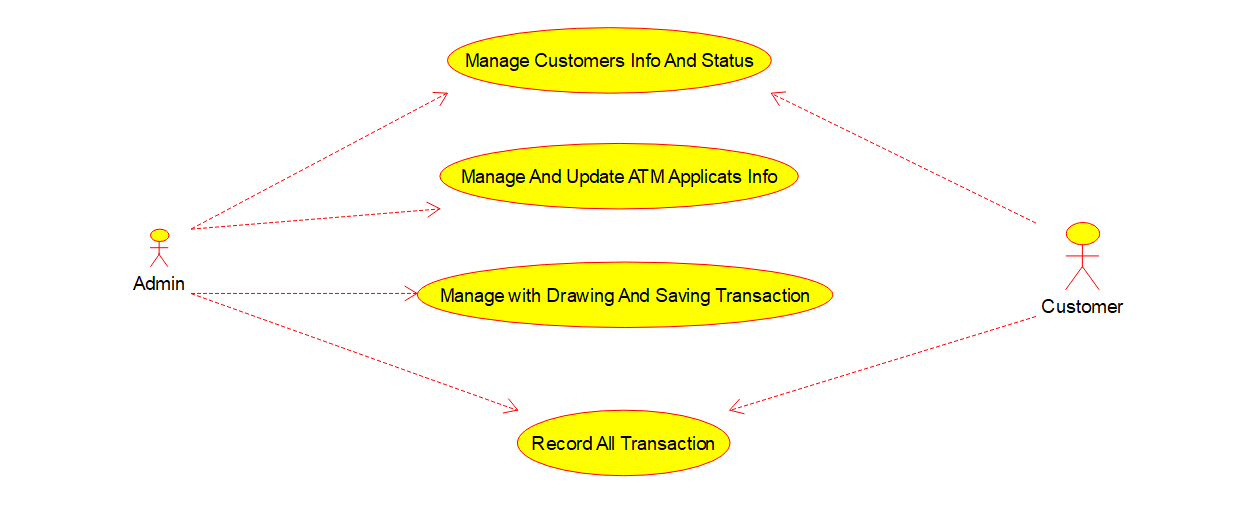 Manage Customers Info And Status
Manage And Update ATM Applicats Info
Admin
Manage with Drawing And Saving Transaction
Customer
Record All Transaction